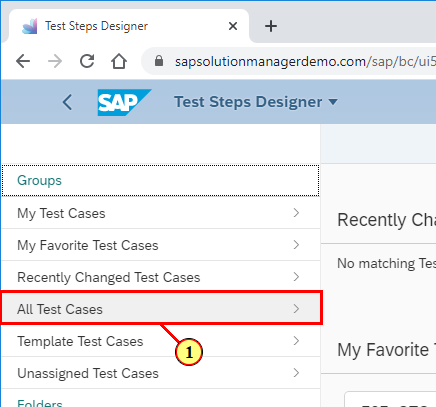 Test Steps Designer
sapsolutionmanagerdemo.com/sap/bc/ui5
SAP Test Steps Designer
Groups
My Test Cases
My Favorite Test Cases
Recently Changed Test Cases
All Test Cases
1
Template Test Cases
Unassigned Test Cases
Folders
Recently Cha
No matching Tes
My Favorite T